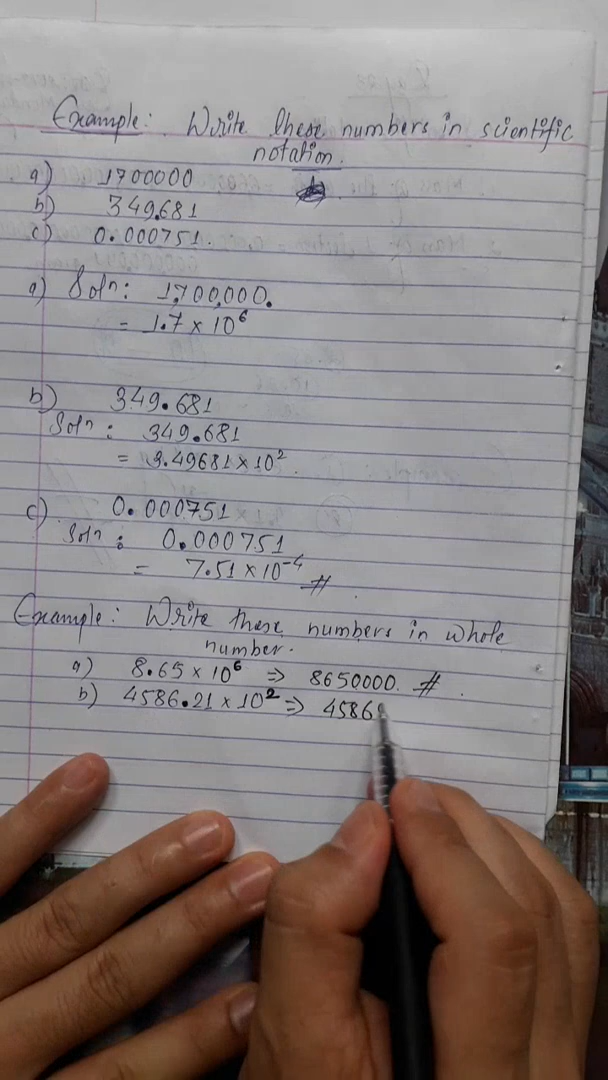 Example: Write these numbers in scientific
notation.
a) 1700000
b) 349.681
c) 0.000751.
a) Soln: 1,700,000.
= 1.7 × 10⁶
b) 349.681
Soln: 349.681
= 3.49681 × 10²
c) 0.000751
Soln: 0.000751
= 7.51 × 10⁻⁴ #
Example: Write these numbers in whole
number.
a) 8.65 × 10⁶ ⇒ 8650000. #
b) 4586.21 × 10² ⇒ 4586